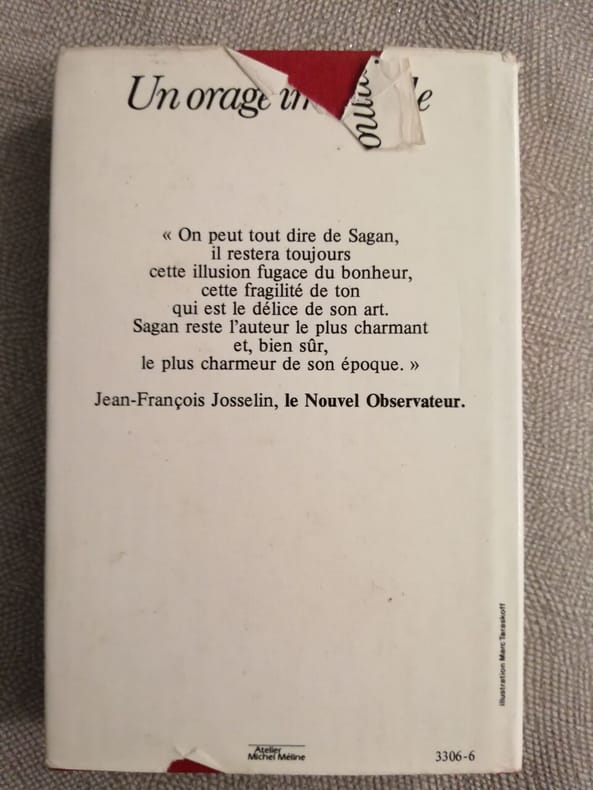 Un orage
« On peut tout dire de Sagan,
il restera toujours
cette illusion fugace du bonheur,
cette fragilité de ton
qui est le délice de son art.
Sagan reste l'auteur le plus charmant
et, bien sûr,
le plus charmeur de son époque. »
Jean-François Josselin, le Nouvel Observateur.
illustration Marc Taraskoff
Atelier
Michel Méline
3306-6